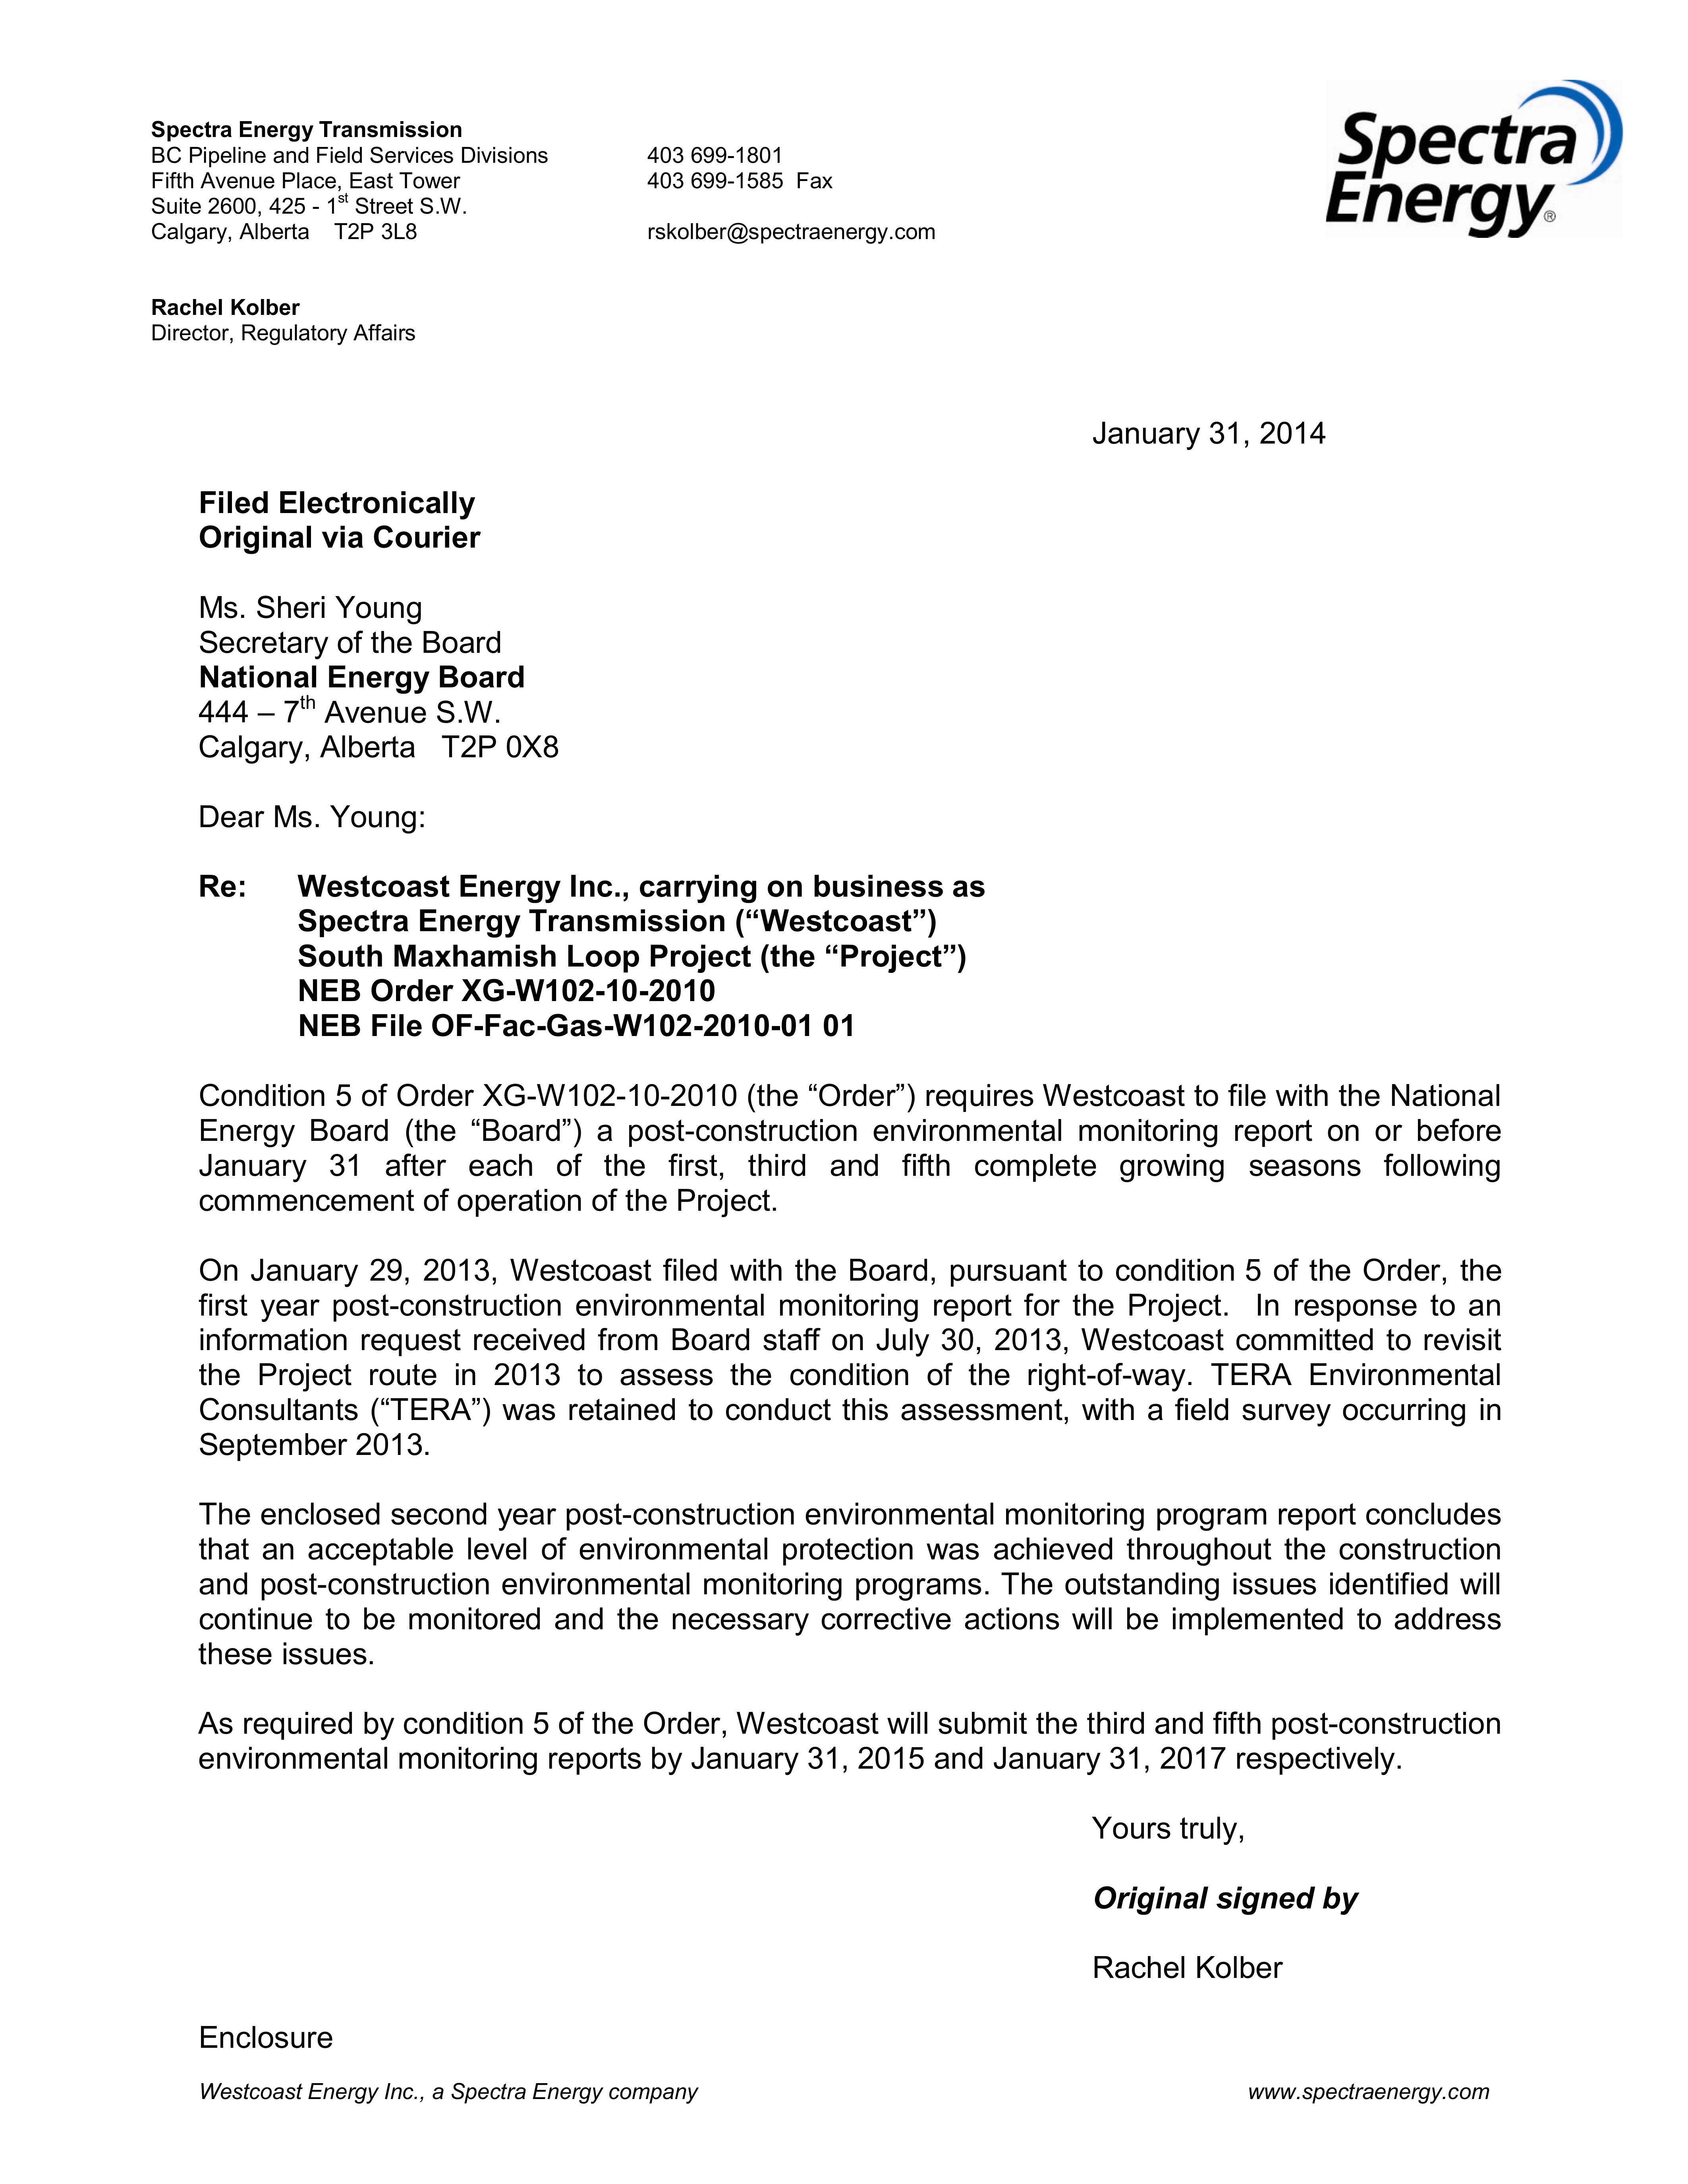 Spectra Energy Transmission
BC Pipeline and Field Services Divisions 403 699-1801
Fifth Avenue Place, East Tower 403 699-1585 Fax
Suite 2600, 425 - 1st Street S.W.
Calgary, Alberta T2P 3L8 rskolber@spectraenergy.com
Spectra
Energy®
Rachel Kolber
Director, Regulatory Affairs
January 31, 2014
Filed Electronically
Original via Courier
Ms. Sheri Young
Secretary of the Board
National Energy Board
444 – 7th Avenue S.W.
Calgary, Alberta T2P 0X8
Dear Ms. Young:
Re: Westcoast Energy Inc., carrying on business as
Spectra Energy Transmission (“Westcoast”)
South Maxhamish Loop Project (the “Project”)
NEB Order XG-W102-10-2010
NEB File OF-Fac-Gas-W102-2010-01 01
Condition 5 of Order XG-W102-10-2010 (the “Order”) requires Westcoast to file with the National
Energy Board (the “Board”) a post-construction environmental monitoring report on or before
January 31 after each of the first, third and fifth complete growing seasons following
commencement of operation of the Project.
On January 29, 2013, Westcoast filed with the Board, pursuant to condition 5 of the Order, the
first year post-construction environmental monitoring report for the Project. In response to an
information request received from Board staff on July 30, 2013, Westcoast committed to revisit
the Project route in 2013 to assess the condition of the right-of-way. TERA Environmental
Consultants (“TERA”) was retained to conduct this assessment, with a field survey occurring in
September 2013.
The enclosed second year post-construction environmental monitoring program report concludes
that an acceptable level of environmental protection was achieved throughout the construction
and post-construction environmental monitoring programs. The outstanding issues identified will
continue to be monitored and the necessary corrective actions will be implemented to address
these issues.
As required by condition 5 of the Order, Westcoast will submit the third and fifth post-construction
environmental monitoring reports by January 31, 2015 and January 31, 2017 respectively.
Yours truly,
Original signed by
Rachel Kolber
Enclosure
Westcoast Energy Inc., a Spectra Energy company www.spectraenergy.com